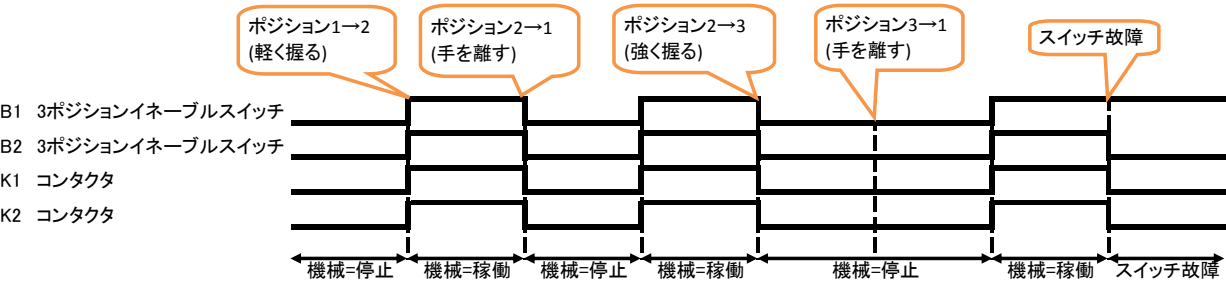 ポジション1→2
(軽く握る)
ポジション2→1
(手を離す)
ポジション2→3
(強く握る)
ポジション3→1
(手を離す)
スイッチ故障
B1 3ポジションイネーブルスイッチ
B2 3ポジションイネーブルスイッチ
K1 コンタクタ
K2 コンタクタ
機械=停止 機械=稼働 機械=停止 機械=稼働 機械=停止 機械=稼働 スイッチ故障